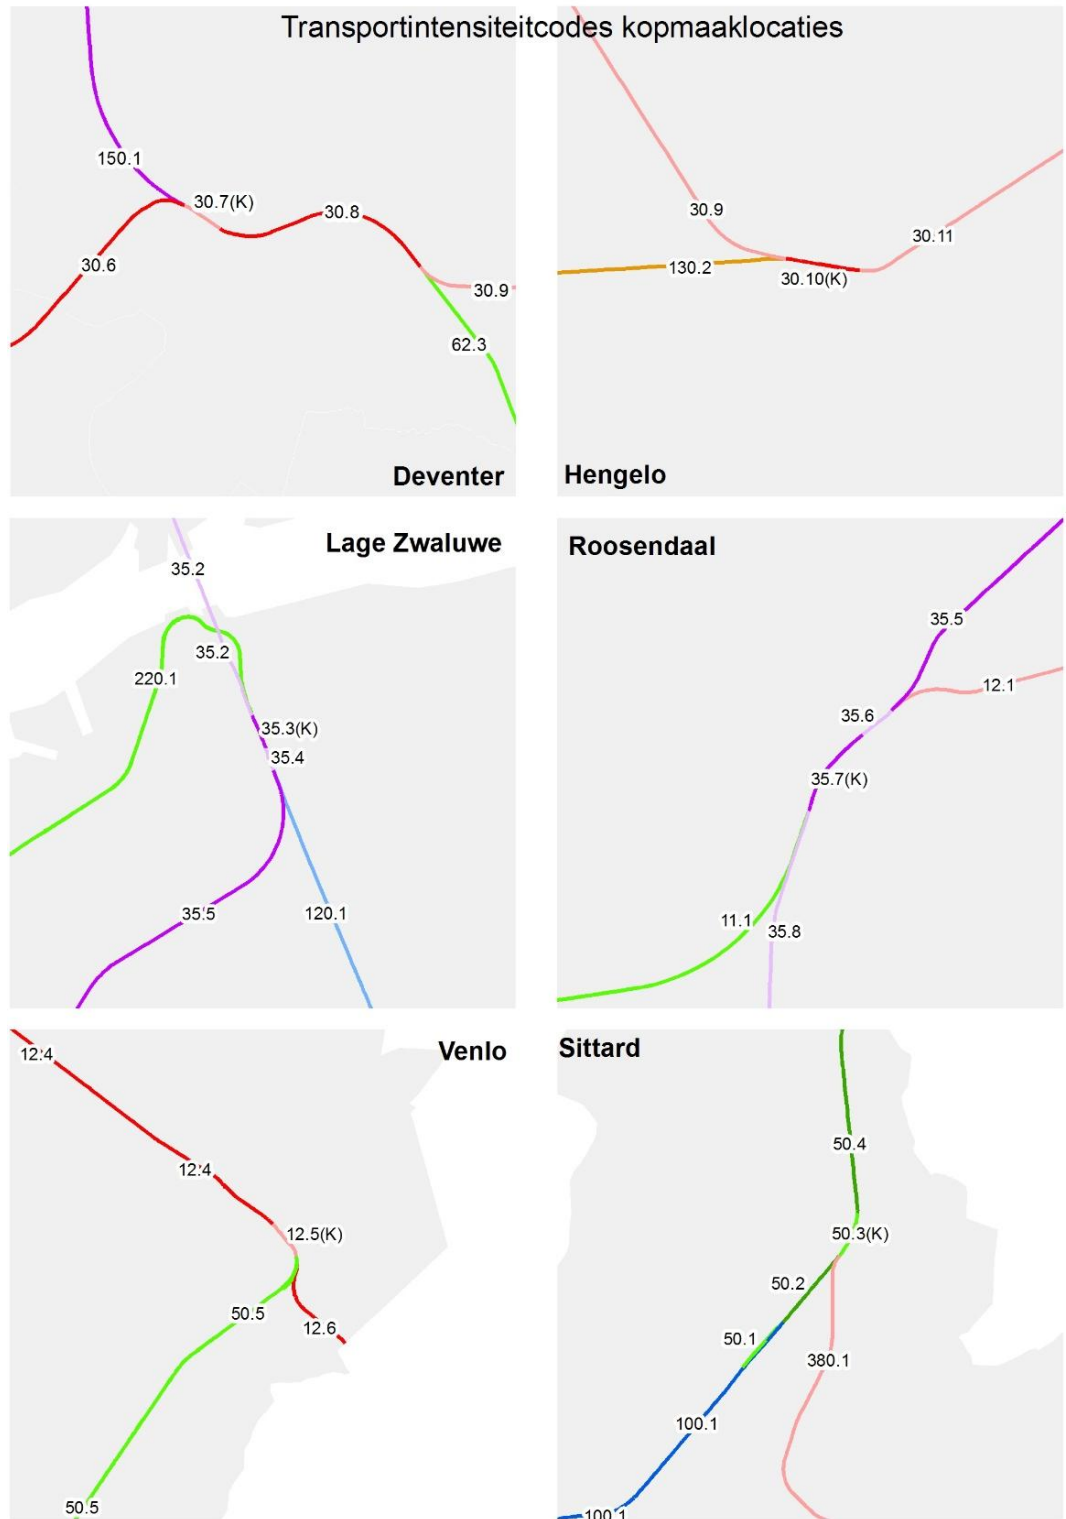 Transportintensiteitcodes kopmaaklocaties
150.1
30.7(K)
30.8
30.6
30.9
62.3
Deventer
30.9
30.11
130.2
30.10(K)
Hengelo
Lage Zwaluwe
35.2
35.2
220.1
35.3(K)
35.4
35.5
120.1
Roosendaal
35.5
12.1
35.6
35.7(K)
11.1
35.8
Venlo
12.4
12.4
12.5(K)
50.5
12.6
50.5
Sittard
50.4
50.3(K)
50.2
50.1
380.1
100.1
100.1